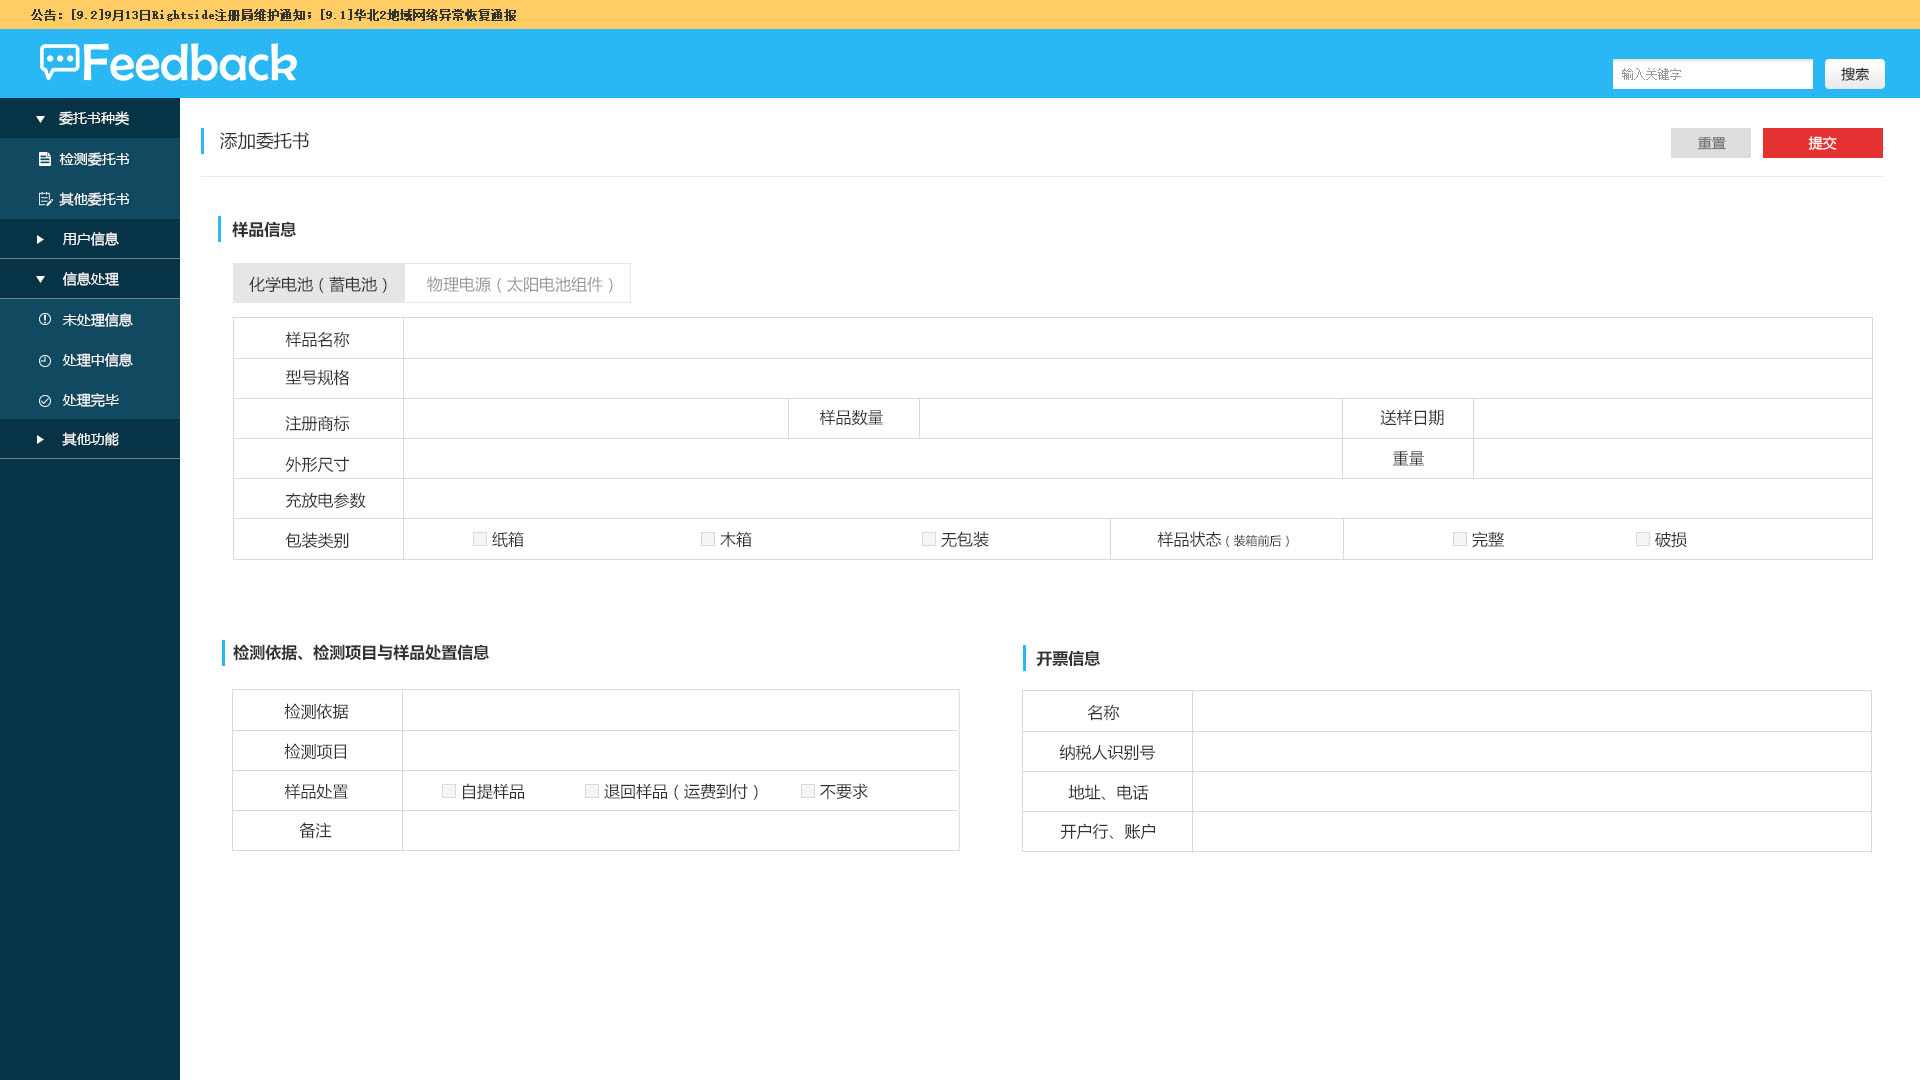 公告：[9.2]9月13日Rightside注册局维护通知；[9.1]华北2地域网络异常恢复通报
Feedback
输入关键字 搜索
委托书种类
检测委托书
其他委托书
用户信息
信息处理
未处理信息
处理中信息
处理完毕
其他功能
添加委托书 重置 提交
样品信息
化学电池（蓄电池） 物理电源（太阳电池组件）
样品名称
型号规格
注册商标 样品数量 送样日期
外形尺寸 重量
充放电参数
包装类别 纸箱 木箱 无包装 样品状态（装箱前后） 完整 破损
检测依据、检测项目与样品处置信息
检测依据
检测项目
样品处置 自提样品 退回样品（运费到付） 不要求
备注
开票信息
名称
纳税人识别号
地址、电话
开户行、账户